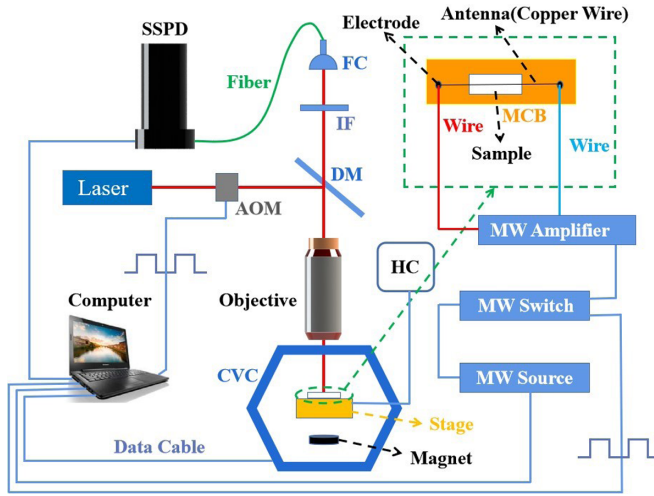 SSPD
Fiber
FC
IF
DM
Laser
AOM
Computer
Objective
HC
CVC
Stage
Magnet
Data Cable
Electrode
Antenna(Copper Wire)
MCB
Wire
Sample
Wire
MW Amplifier
MW Switch
MW Source